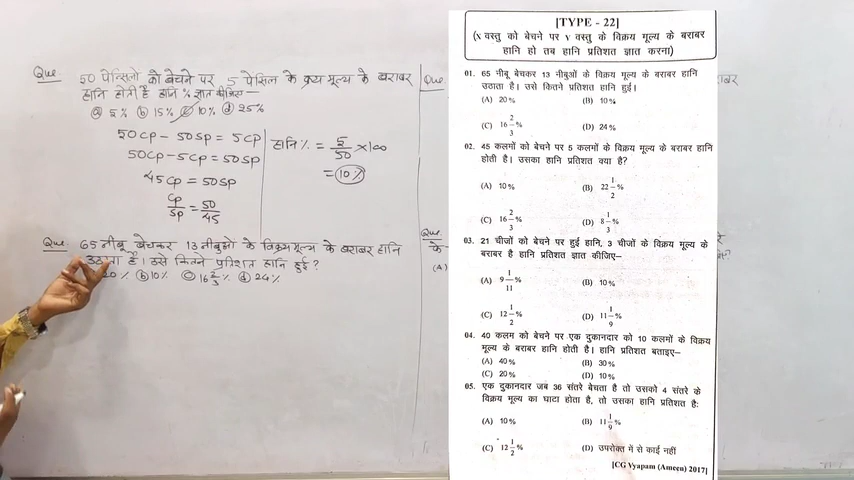 Que. 50 पेन्सिलो को बेचने पर 5 पेंसिल के क्रय मूल्य के बराबर
हानि होती है हानि % ज्ञात कीजिए—
ⓐ 5% ⓑ 15% ⓒ 10% ⓓ 25%
50CP - 50SP = 5CP
50CP - 5CP = 50SP
45CP = 50SP
CP/SP = 50/45
हानि% = 5/50 × 100
= 10%
Que. 65 नीबू बेचकर 13 नीबुओ के विक्रयमूल्य के बराबर हानि
उठाता है। उसे कितने प्रतिशत हानि हुई?
20% ⓑ 10% ⓒ 16 2/3 % ⓓ 24%
Que.
Que.
के
(A)
[TYPE - 22]
(X वस्तु को बेचने पर Y वस्तु के विक्रय मूल्य के बराबर
हानि हो तब हानि प्रतिशत ज्ञात करना)
01. 65 नीबू बेचकर 13 नीबुओं के विक्रय मूल्य के बराबर हानि
उठाता है। उसे कितने प्रतिशत हानि हुई।
(A) 20% (B) 10%
(C) 16 2/3 % (D) 24%
02. 45 कलमों को बेचने पर 5 कलमों के विक्रय मूल्य के बराबर हानि
होती है। उसका हानि प्रतिशत क्या है?
(A) 10% (B) 22 1/2 %
(C) 16 2/3 % (D) 8 1/3 %
03. 21 चीजों को बेचने पर हुई हानि, 3 चीजों के विक्रय मूल्य के
बराबर है हानि प्रतिशत ज्ञात कीजिए—
(A) 9 1/11 % (B) 10%
(C) 12 1/2 % (D) 11 1/9 %
04. 40 कलम को बेचने पर एक दुकानदार को 10 कलमों के विक्रय
मूल्य के बराबर हानि होती है। हानि प्रतिशत बताइए—
(A) 40% (B) 30%
(C) 20% (D) 10%
05. एक दुकानदार जब 36 संतरे बेचता है तो उसको 4 संतरे के
विक्रय मूल्य का घाटा होता है, तो उसका हानि प्रतिशत है:
(A) 10% (B) 11 1/9 %
(C) 12 1/2 % (D) उपरोक्त में से काई नहीं
[CG Vyapam (Ameen) 2017]